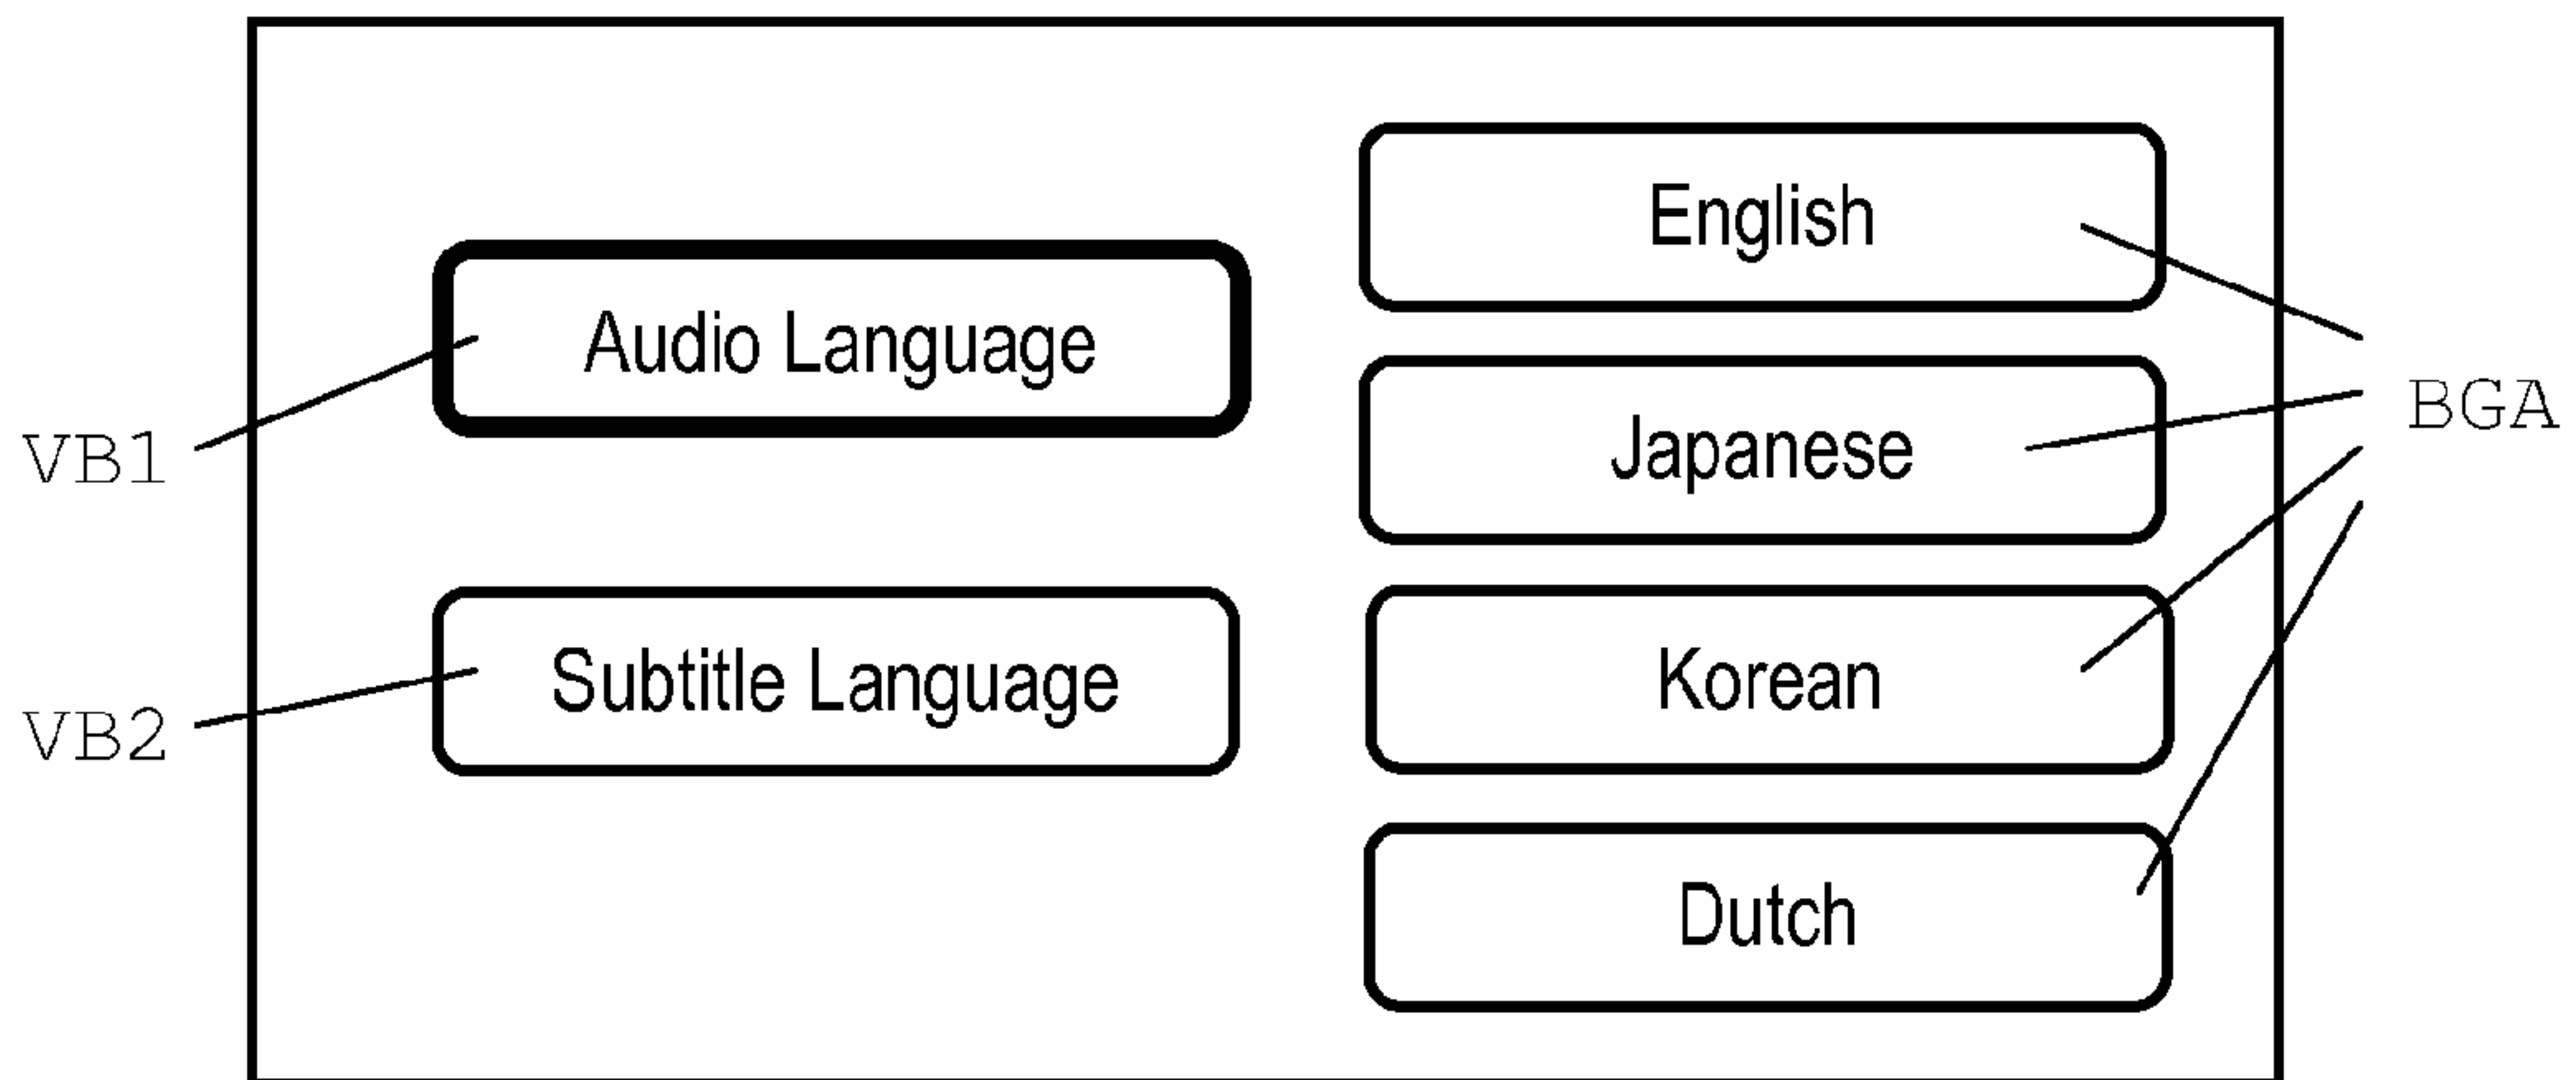 English
Audio Language
BGA
Japanese
VB1
Subtitle Language
Korean
VB2
Dutch